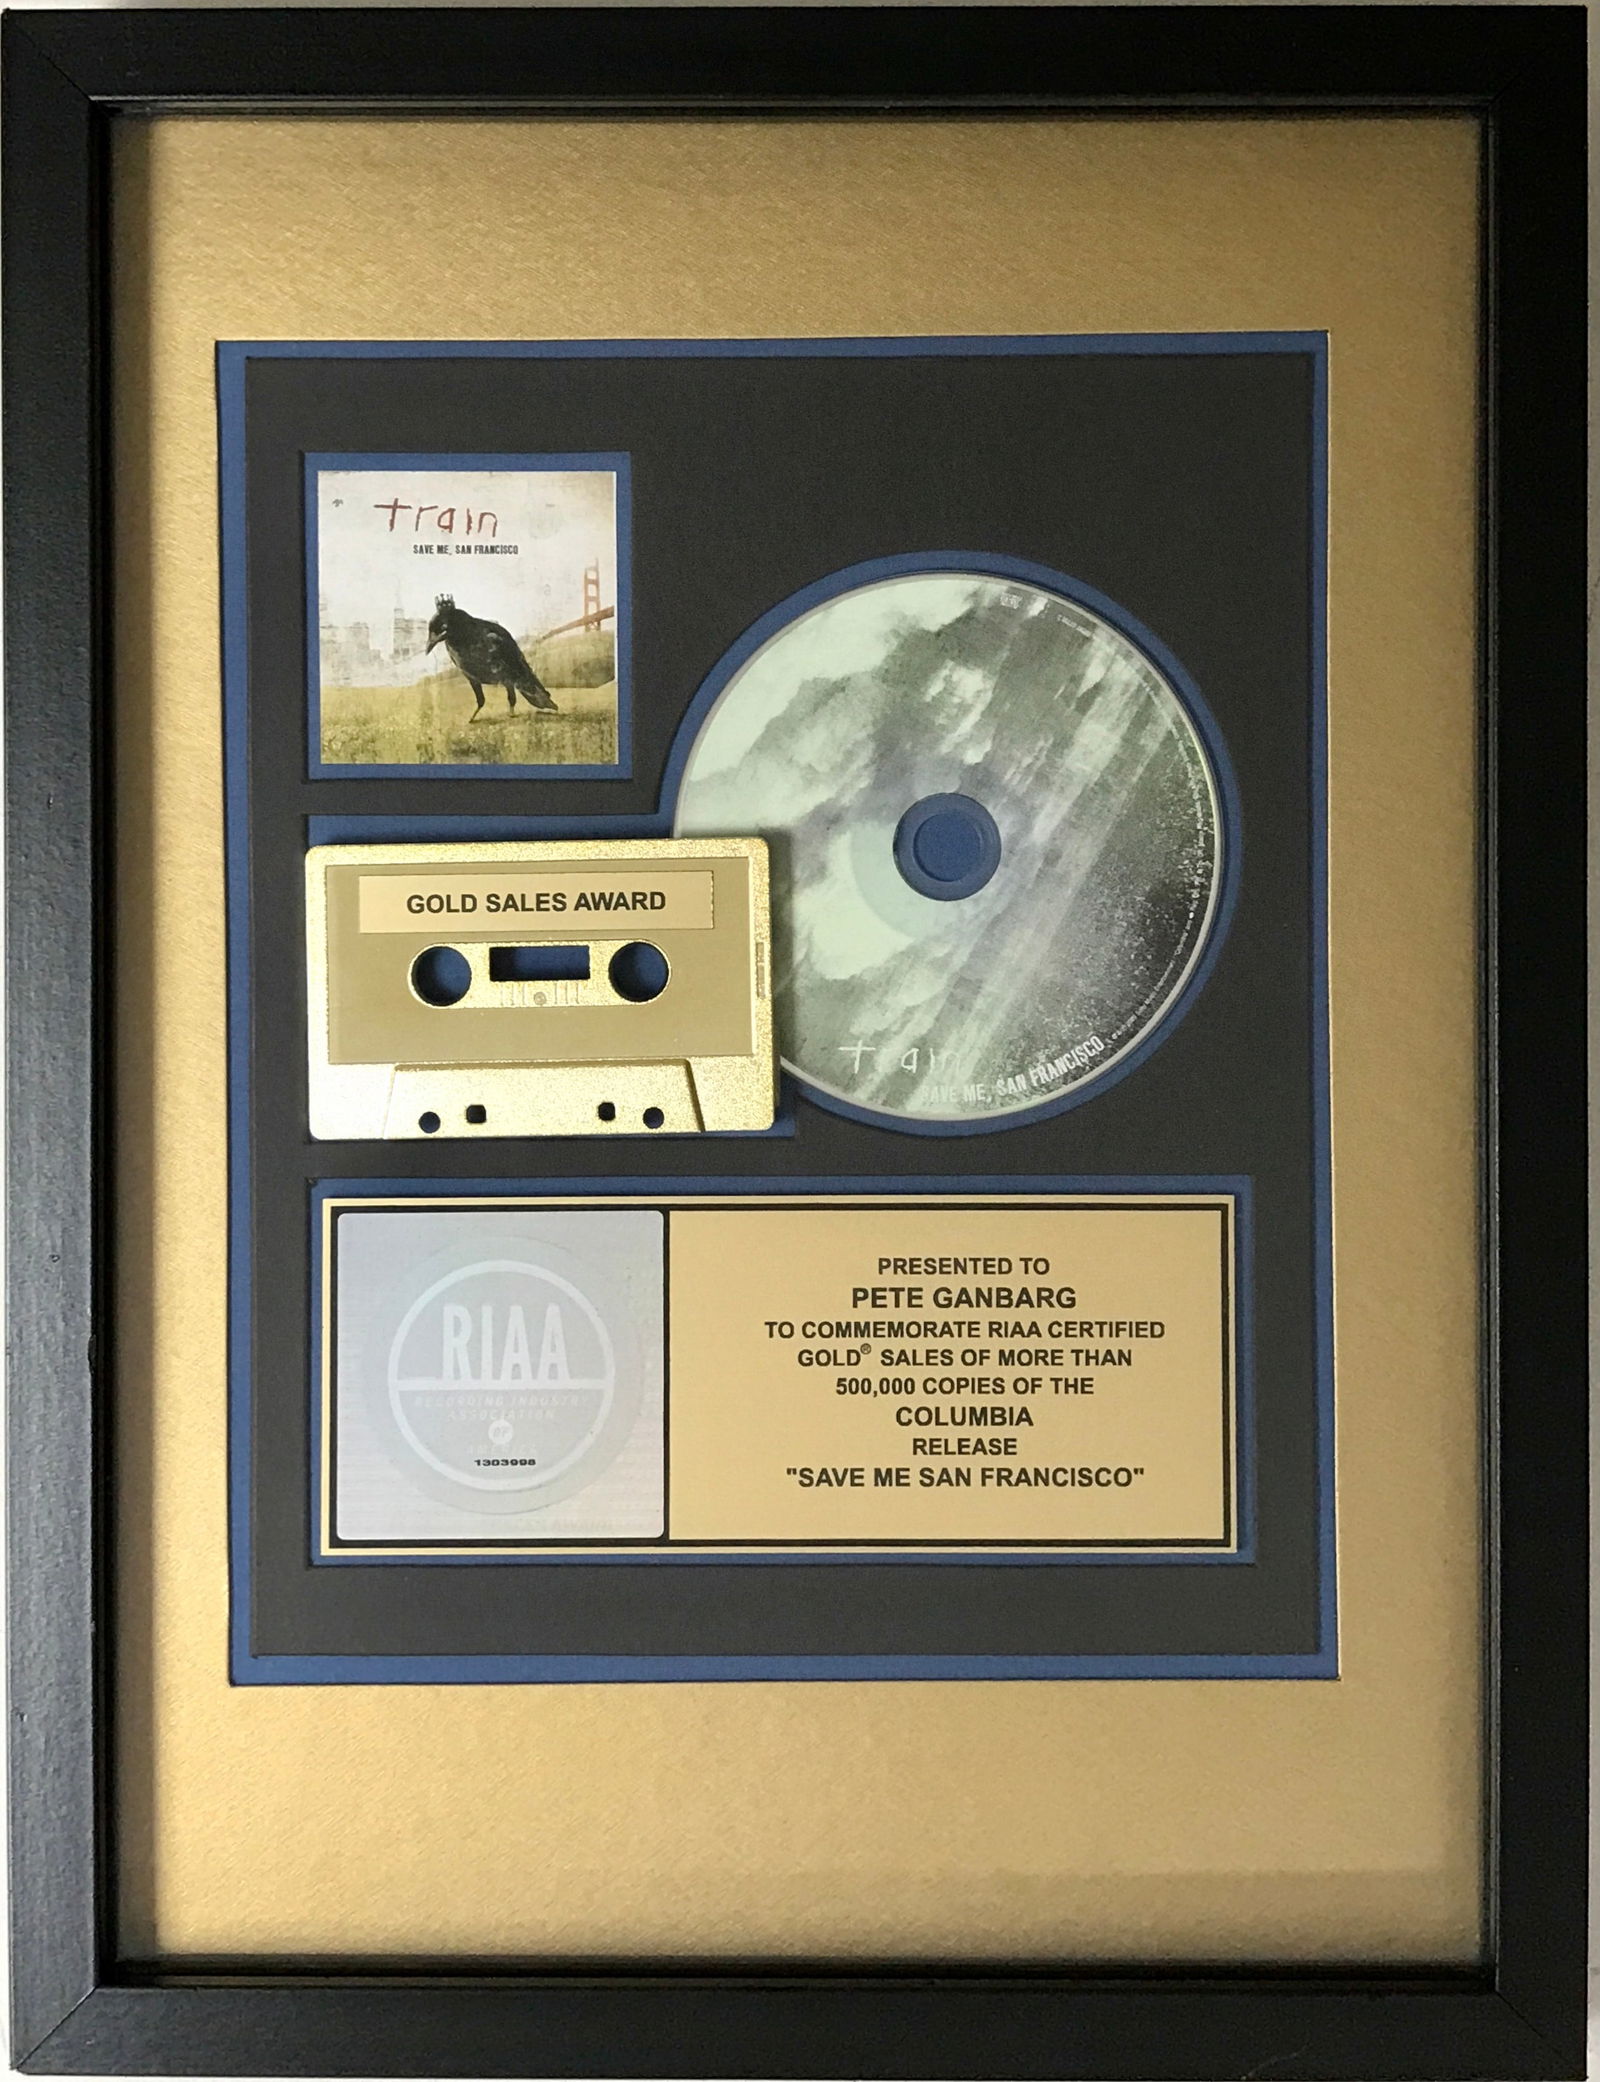 train
SAVE ME, SAN FRANCISCO
GOLD SALES AWARD
train
SAVE ME, SAN FRANCISCO
RIAA
RECORDING INDUSTRY
ASSOCIATION
OF
AMERICA
1303998
PRESENTED TO
PETE GANBARG
TO COMMEMORATE RIAA CERTIFIED
GOLD® SALES OF MORE THAN
500,000 COPIES OF THE
COLUMBIA
RELEASE
"SAVE ME SAN FRANCISCO"